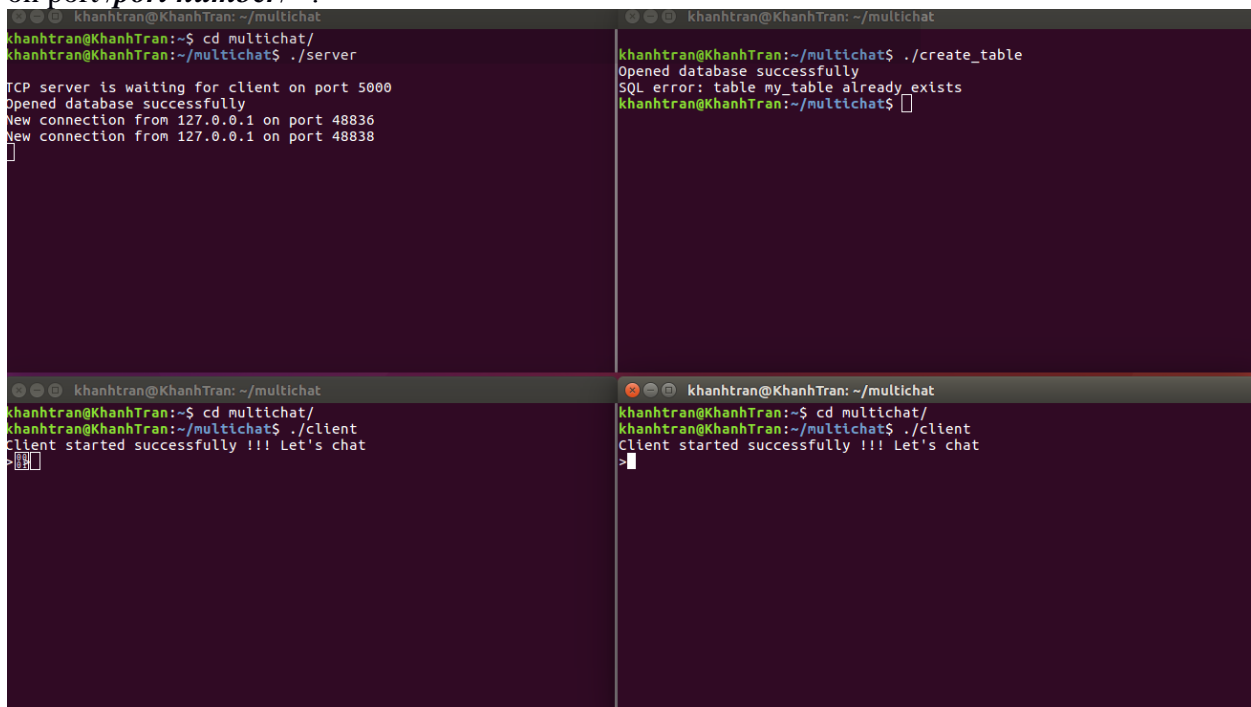 on port /port number/" .
khanhtran@KhanhTran: ~/multichat
khanhtran@KhanhTran:~$ cd multichat/
khanhtran@KhanhTran:~/multichat$ ./server
TCP server is waiting for client on port 5000
Opened database successfully
New connection from 127.0.0.1 on port 48836
New connection from 127.0.0.1 on port 48838
khanhtran@KhanhTran: ~/multichat
khanhtran@KhanhTran:~/multichat$ ./create_table
Opened database successfully
SQL error: table my_table already exists
khanhtran@KhanhTran:~/multichat$
khanhtran@KhanhTran: ~/multichat
khanhtran@KhanhTran:~$ cd multichat/
khanhtran@KhanhTran:~/multichat$ ./client
Client started successfully !!! Let's chat
>
khanhtran@KhanhTran: ~/multichat
khanhtran@KhanhTran:~$ cd multichat/
khanhtran@KhanhTran:~/multichat$ ./client
Client started successfully !!! Let's chat
>